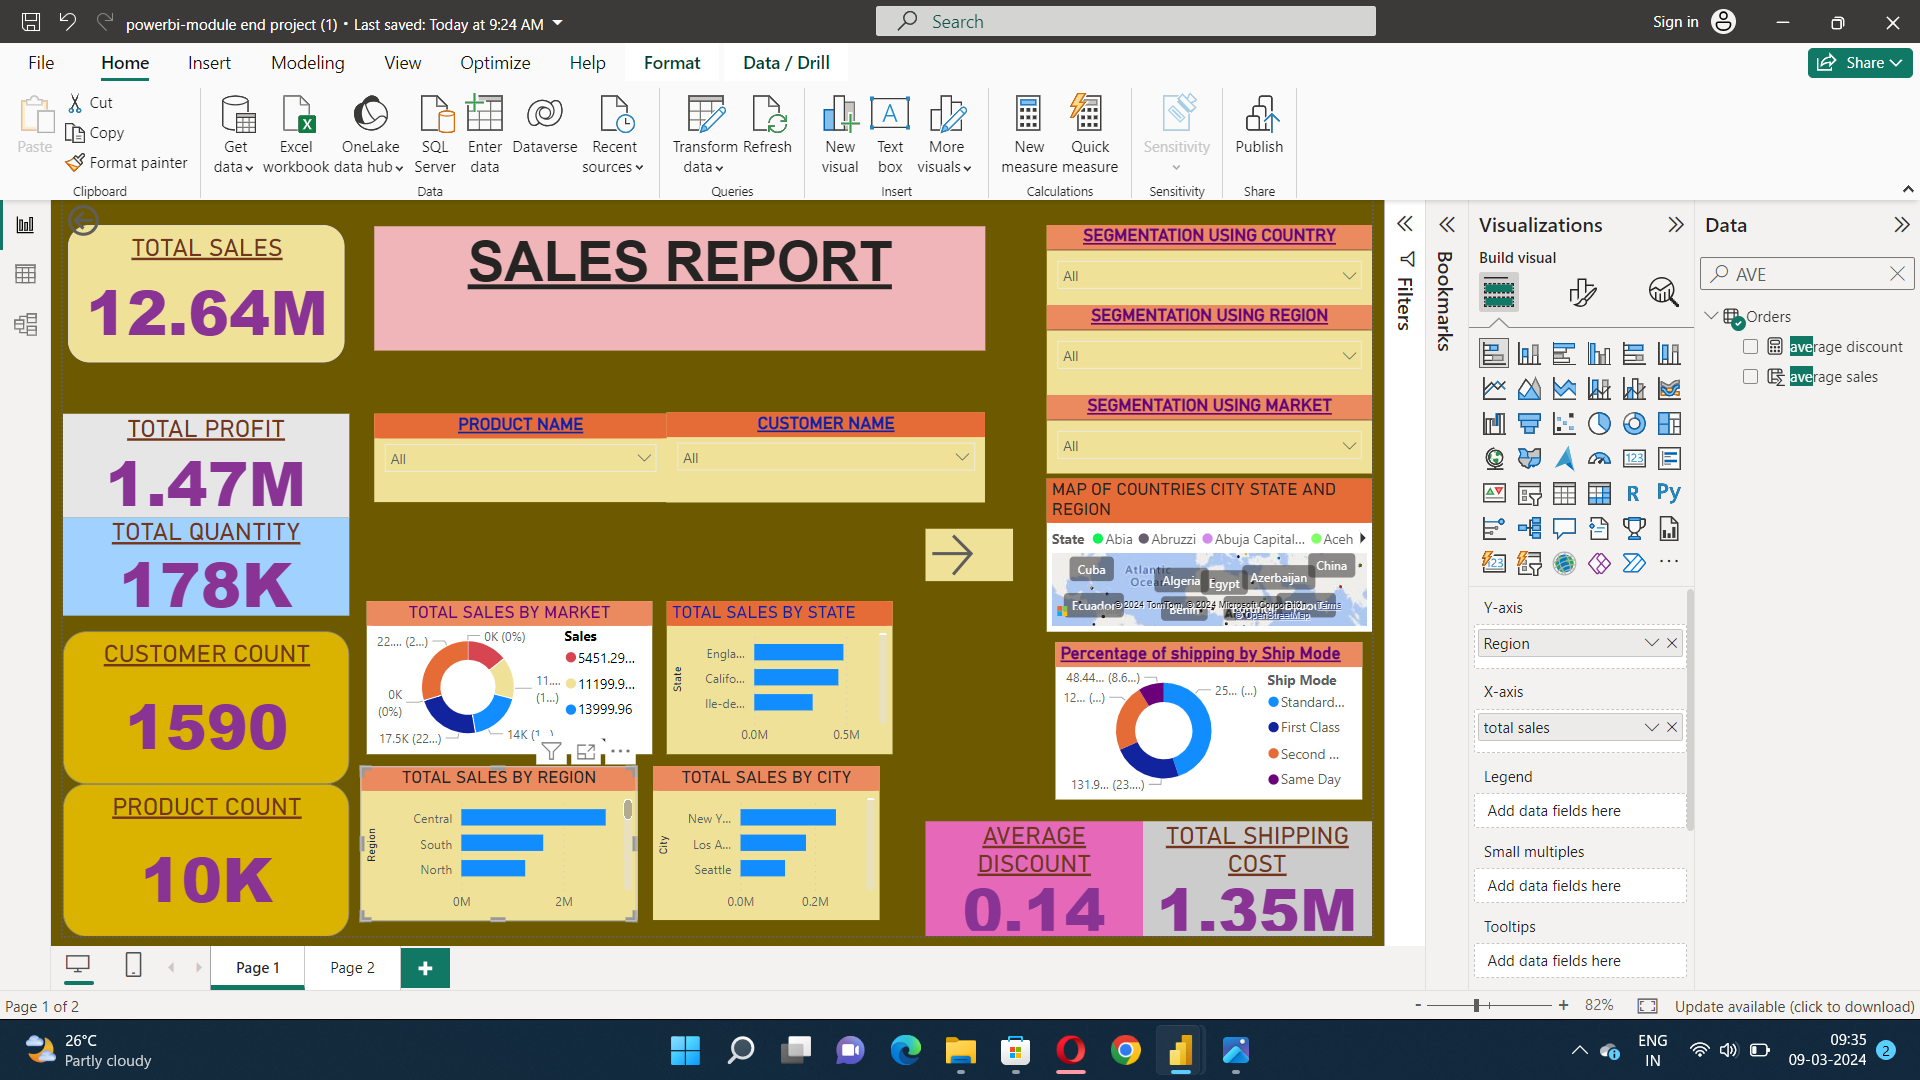 powerbi-module end project (1) • Last saved: Today at 9:24 AM
Search
Sign in
File Home Insert Modeling View Optimize Help Format Data / Drill
Share
Paste
Cut
Copy
Format painter
Clipboard
Get data
Excel workbook
OneLake data hub
SQL Server
Enter data
Dataverse
Recent sources
Data
Transform data
Refresh
Queries
New visual
Text box
More visuals
Insert
New measure
Quick measure
Calculations
Sensitivity
Sensitivity
Publish
Share
TOTAL SALES
12.64M
SALES REPORT
TOTAL PROFIT
1.47M
TOTAL QUANTITY
178K
CUSTOMER COUNT
1590
PRODUCT COUNT
10K
PRODUCT NAME
All
CUSTOMER NAME
All
SEGMENTATION USING COUNTRY
All
SEGMENTATION USING REGION
All
SEGMENTATION USING MARKET
All
MAP OF COUNTRIES CITY STATE AND
REGION
State Abia Abruzzi Abuja Capital... Aceh
Cuba
Atlantic
Ocea
Algeria
Egypt
Azerbaijan
China
Ecuador
Benin
© 2024 TomTom, © 2024 Microsoft Corporation Terms
© OpenStreetMap
TOTAL SALES BY MARKET
22.... (2...)
0K (0%)
11....
(1...)
0K
(0%)
17.5K (22...)
14K (1...)
Sales
5451.29...
11199.9...
13999.96
TOTAL SALES BY STATE
State
Engla...
Califo...
Ile-de...
0.0M 0.5M
TOTAL SALES BY REGION
Region
Central
South
North
0M 2M
TOTAL SALES BY CITY
City
New Y...
Los A...
Seattle
0.0M 0.2M
Percentage of shipping by Ship Mode
48.44... (8.6...)
12... (...)
25... (...)
131.9... (23....)
Ship Mode
Standard...
First Class
Second ...
Same Day
AVERAGE
DISCOUNT
0.14
TOTAL SHIPPING
COST
1.35M
Filters
Bookmarks
Visualizations
Build visual
R
Py
123
Y-axis
Region
X-axis
total sales
Legend
Add data fields here
Small multiples
Add data fields here
Tooltips
Add data fields here
Data
AVE
Orders
average discount
average sales
Page 1
Page 2
Page 1 of 2
- + 82%
Update available (click to download)
26°C
Partly cloudy
ENG
IN
09:35
09-03-2024
2